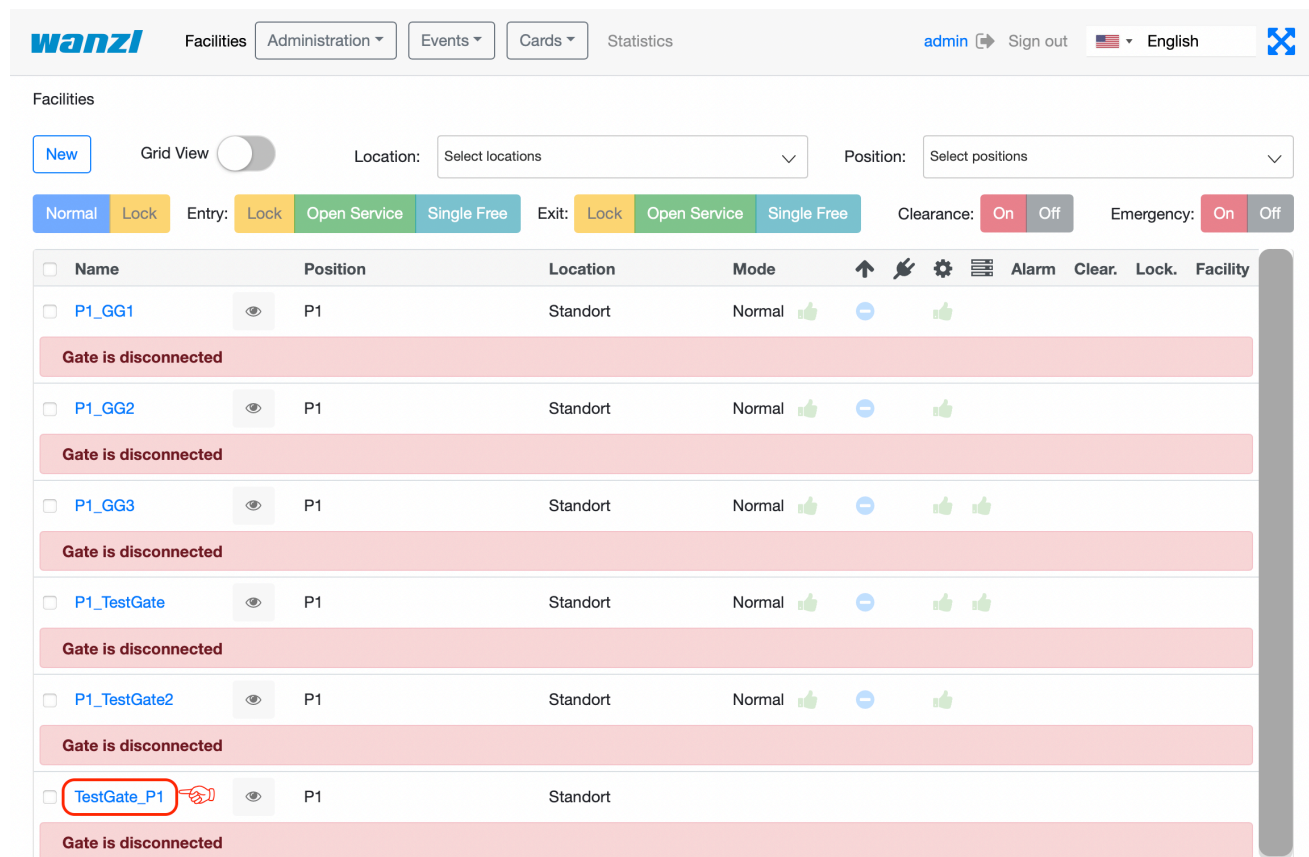 wanzl Facilities Administration Events Cards Statistics admin Sign out English
Facilities
New Grid View Location: Select locations Position: Select positions
Normal Lock Entry: Lock Open Service Single Free Exit: Lock Open Service Single Free Clearance: On Off Emergency: On Off
Name Position Location Mode Alarm Clear. Lock. Facility
P1_GG1 P1 Standort Normal
Gate is disconnected
P1_GG2 P1 Standort Normal
Gate is disconnected
P1_GG3 P1 Standort Normal
Gate is disconnected
P1_TestGate P1 Standort Normal
Gate is disconnected
P1_TestGate2 P1 Standort Normal
Gate is disconnected
TestGate_P1 P1 Standort
Gate is disconnected